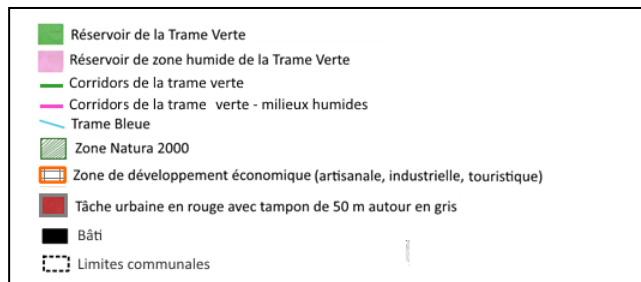 Réservoir de la Trame Verte
Réservoir de zone humide de la Trame Verte
Corridors de la trame verte
Corridors de la trame verte - milieux humides
Trame Bleue
Zone Natura 2000
Zone de développement économique (artisanale, industrielle, touristique)
Tâche urbaine en rouge avec tampon de 50 m autour en gris
Bâti
Limites communales